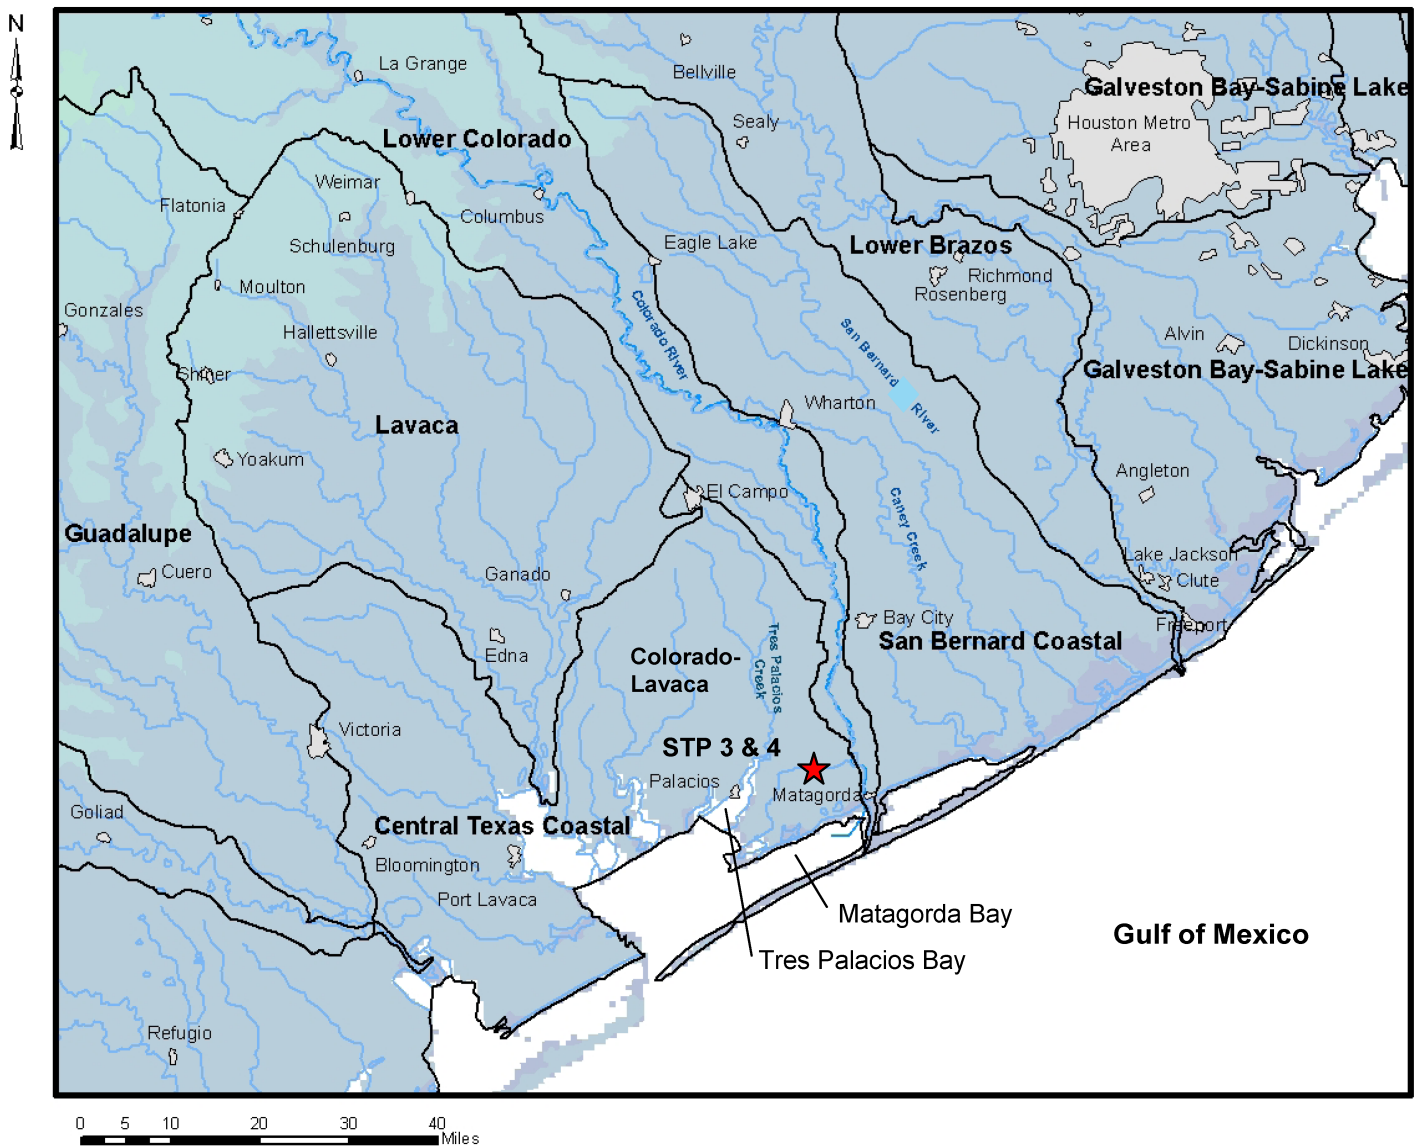 N
La Grange
Bellville
Galveston Bay-Sabine Lake
Houston Metro
Area
Sealy
Lower Colorado
Weimar
Flatonia
Columbus
Schulenburg
Eagle Lake
Lower Brazos
Richmond
Rosenberg
Moulton
Gonzales
Hallettsville
Colorado River
San Bernard River
Alvin
Dickinson
Galveston Bay-Sabine Lake
Shiner
Wharton
Lavaca
Yoakum
Angleton
El Campo
Caney Creek
Guadalupe
Lake Jackson
Cuero
Ganado
Clute
Bay City
Freeport
San Bernard Coastal
Edna
Colorado-
Lavaca
Tres Palacios
Creek
Victoria
STP 3 & 4
Palacios
Matagorda
Goliad
Central Texas Coastal
Bloomington
Port Lavaca
Matagorda Bay
Gulf of Mexico
Tres Palacios Bay
Refugio
0 5 10 20 30 40
Miles